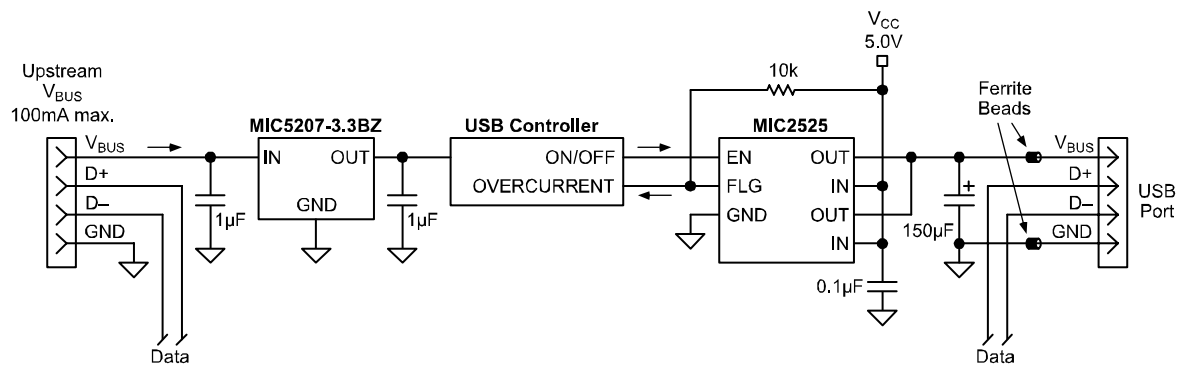 Upstream
VBUS
100mA max.
VBUS
D+
D–
GND
Data
1µF
MIC5207-3.3BZ
IN
OUT
GND
1µF
USB Controller
ON/OFF
OVERCURRENT
10k
VCC
5.0V
MIC2525
EN
FLG
GND
OUT
IN
OUT
IN
0.1µF
150µF
+
Ferrite
Beads
VBUS
D+
D–
GND
USB
Port
Data